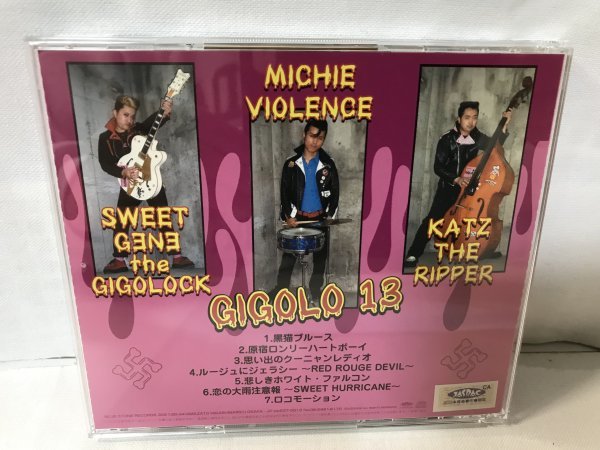 MICHIE
VIOLENCE
SWEET
GENE
the
GIGOLOCK
KATZ
THE
RIPPER
GIGOLO 13
1.黒猫ブルース
2.原宿ロンリーハートボーイ
3.思い出のクーニャンレディオ
4.ルージュにジェラシー ～RED ROUGE DEVIL～
5.悲しきホワイト・ファルコン
6.恋の大雨注意報 ～SWEET HURRICANE～
7.ロコモーション
JASRAC